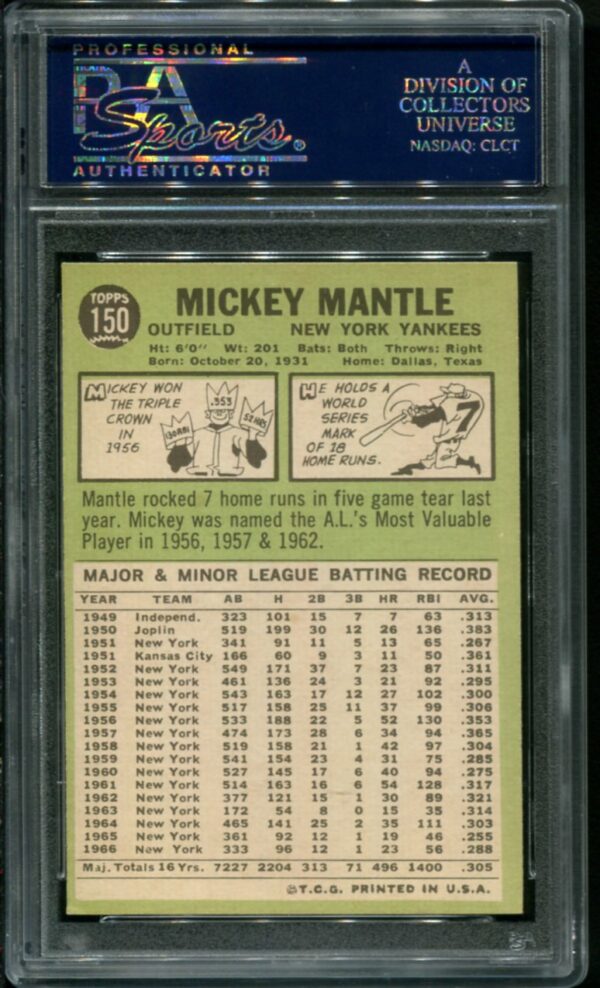 PROFESSIONAL
PSA
Sports®
AUTHENTICATOR
A
DIVISION OF
COLLECTORS
UNIVERSE
NASDAQ: CLCT
TOPPS
150
MICKEY MANTLE
OUTFIELD NEW YORK YANKEES
Ht: 6'0" Wt: 201 Bats: Both Throws: Right
Born: October 20, 1931 Home: Dallas, Texas
MICKEY WON
THE TRIPLE
CROWN
IN
1956
130RBI
.353
52HRS
HE HOLDS A
WORLD
SERIES
MARK
OF 18
HOME RUNS.
7
Mantle rocked 7 home runs in five game tear last
year. Mickey was named the A.L.'s Most Valuable
Player in 1956, 1957 & 1962.
MAJOR & MINOR LEAGUE BATTING RECORD
YEAR TEAM AB H 2B 3B HR RBI AVG.
1949 Independ. 323 101 15 7 7 63 .313
1950 Joplin 519 199 30 12 26 136 .383
1951 New York 341 91 11 5 13 65 .267
1951 Kansas City 166 60 9 3 11 50 .361
1952 New York 549 171 37 7 23 87 .311
1953 New York 461 136 24 3 21 92 .295
1954 New York 543 163 17 12 27 102 .300
1955 New York 517 158 25 11 37 99 .306
1956 New York 533 188 22 5 52 130 .353
1957 New York 474 173 28 6 34 94 .365
1958 New York 519 158 21 1 42 97 .304
1959 New York 541 154 23 4 31 75 .285
1960 New York 527 145 17 6 40 94 .275
1961 New York 514 163 16 6 54 128 .317
1962 New York 377 121 15 1 30 89 .321
1963 New York 172 54 8 0 15 35 .314
1964 New York 465 141 25 2 35 111 .303
1965 New York 361 92 12 1 19 46 .255
1966 New York 333 96 12 1 23 56 .288
Maj. Totals 16 Yrs. 7227 2204 313 71 496 1400 .305
©T.C.G. PRINTED IN U.S.A.